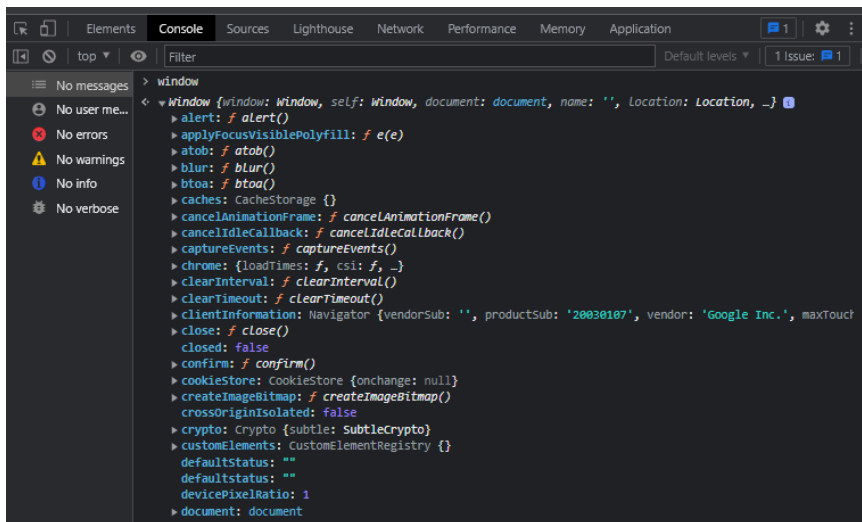 Elements Console Sources Lighthouse Network Performance Memory Application 1
top ▼ Filter Default levels ▼ 1 Issue: 1
No messages
No user me...
No errors
No warnings
No info
No verbose
> window
Window {window: Window, self: Window, document: document, name: '', location: Location, …} i
▶ alert: ƒ alert()
▶ applyFocusVisiblePolyfill: ƒ e(e)
▶ atob: ƒ atob()
▶ blur: ƒ blur()
▶ btoa: ƒ btoa()
▶ caches: CacheStorage {}
▶ cancelAnimationFrame: ƒ cancelAnimationFrame()
▶ cancelIdleCallback: ƒ cancelIdleCallback()
▶ captureEvents: ƒ captureEvents()
▶ chrome: {loadTimes: ƒ, csi: ƒ, …}
▶ clearInterval: ƒ clearInterval()
▶ clearTimeout: ƒ clearTimeout()
▶ clientInformation: Navigator {vendorSub: '', productSub: '20030107', vendor: 'Google Inc.', maxTouch
▶ close: ƒ close()
closed: false
▶ confirm: ƒ confirm()
▶ cookieStore: CookieStore {onchange: null}
▶ createImageBitmap: ƒ createImageBitmap()
crossOriginIsolated: false
▶ crypto: Crypto {subtle: SubtleCrypto}
▶ customElements: CustomElementRegistry {}
defaultStatus: ""
defaultstatus: ""
devicePixelRatio: 1
▶ document: document